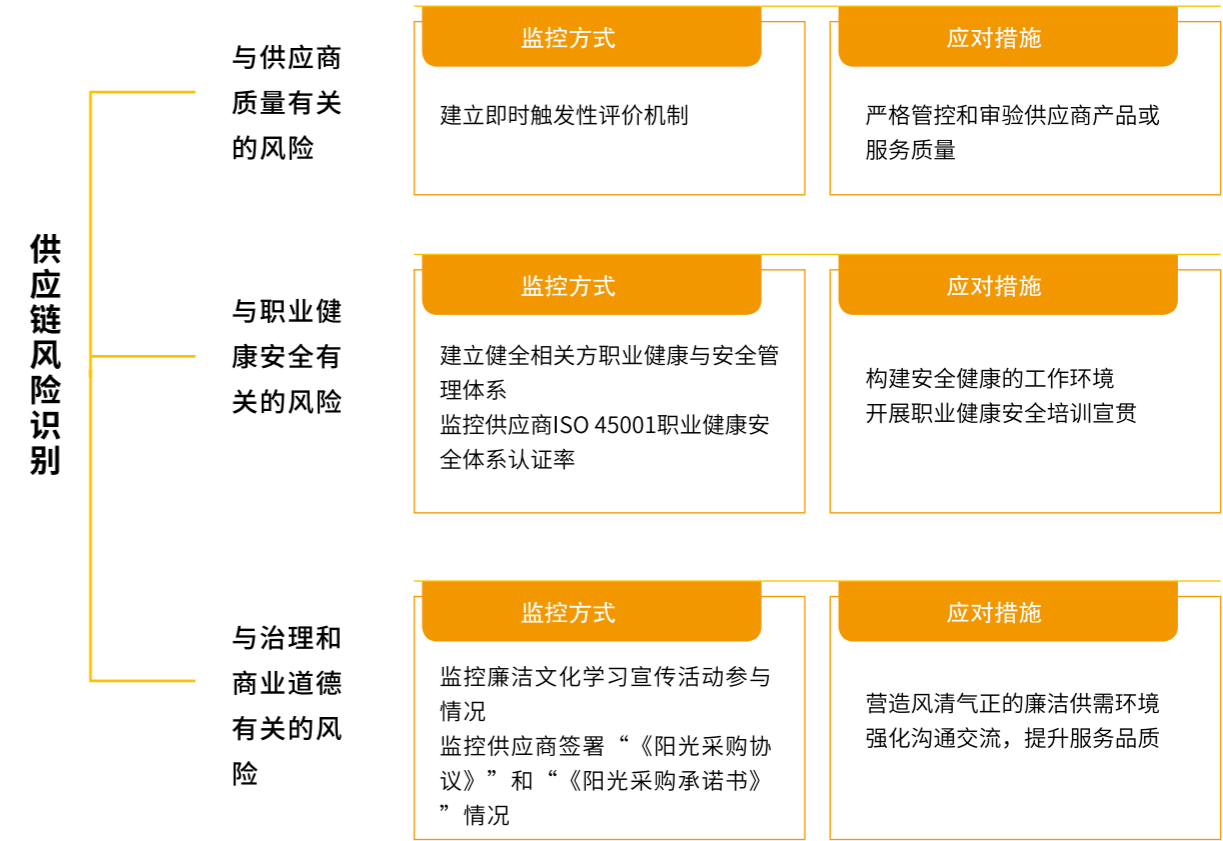 供应链风险识别
与供应商
质量有关
的风险
监控方式
建立即时触发性评价机制
应对措施
严格管控和审验供应商产品或
服务质量
与职业健
康安全有
关的风险
监控方式
建立健全相关方职业健康与安全管
理体系
监控供应商ISO 45001职业健康安
全体系认证率
应对措施
构建安全健康的工作环境
开展职业健康安全培训宣贯
与治理和
商业道德
有关的风
险
监控方式
监控廉洁文化学习宣传活动参与
情况
监控供应商签署“《阳光采购协
议》”和“《阳光采购承诺书》
”情况
应对措施
营造风清气正的廉洁供需环境
强化沟通交流，提升服务品质